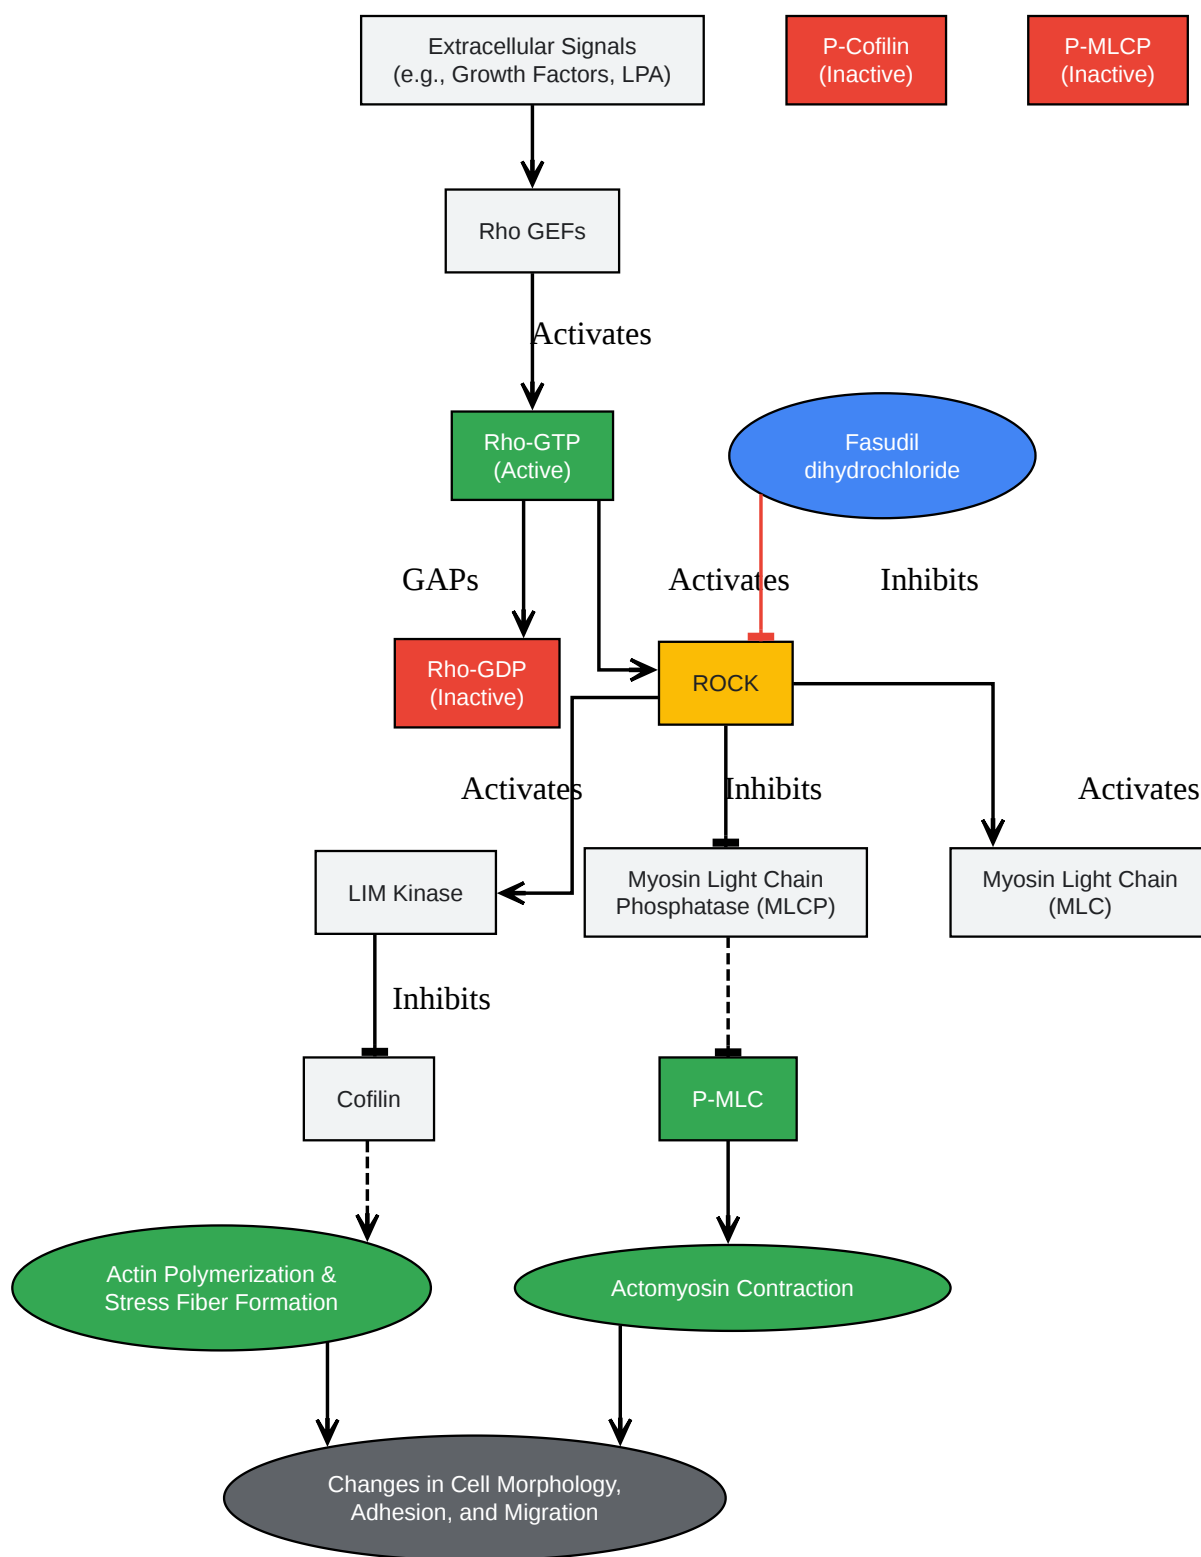 Extracellular Signals
(e.g., Growth Factors, LPA)
P-Cofilin
(Inactive)
P-MLCP
(Inactive)
Rho GEFs
Activates
Rho-GTP
(Active)
Fasudil
dihydrochloride
GAPs
Activates
Inhibits
Rho-GDP
(Inactive)
ROCK
Activates
Inhibits
Activates
LIM Kinase
Myosin Light Chain
Phosphatase (MLCP)
Myosin Light Chain
(MLC)
Inhibits
Cofilin
P-MLC
Actin Polymerization &
Stress Fiber Formation
Actomyosin Contraction
Changes in Cell Morphology,
Adhesion, and Migration